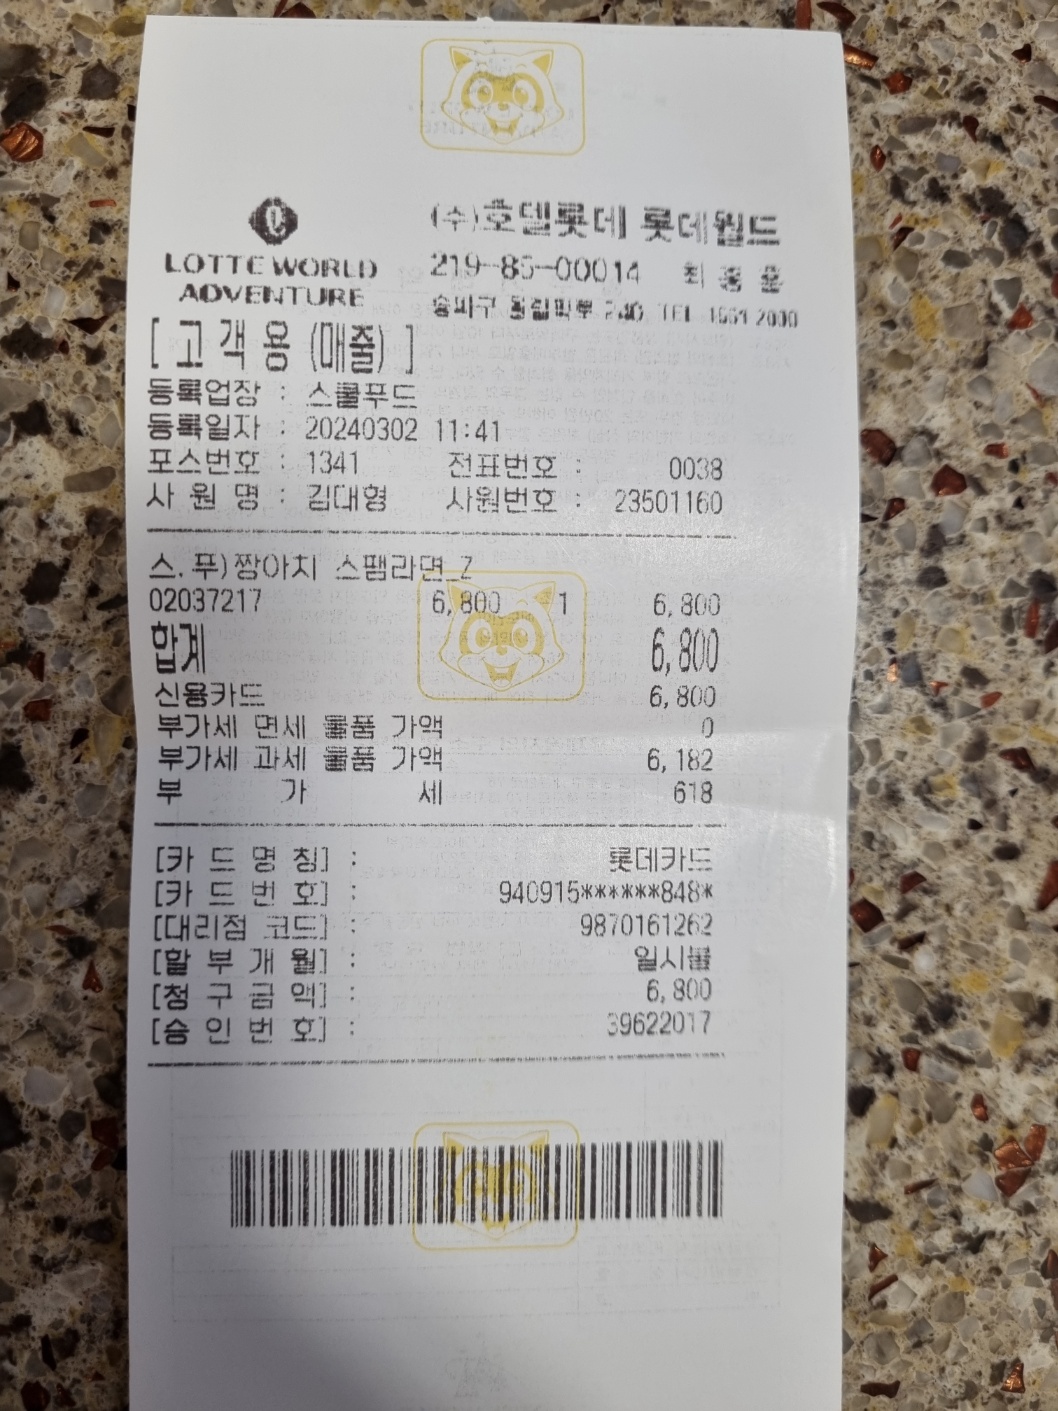 LOTTE WORLD
ADVENTURE
(주)호텔롯데 롯데월드
219-85-00014 최홍훈
송파구 올림픽로 240 TEL 1661-2000
[ 고 객 용 (매출) ]
등록업장 : 스쿨푸드
등록일자 : 20240302 11:41
포스번호 : 1341 전표번호 : 0038
사 원 명 : 김대형 사원번호 : 23501160
스.푸)짱아치 스팸라면_Z
02037217 6,800 1 6,800
합계 6,800
신용카드 6,800
부가세 면세 물품 가액 0
부가세 과세 물품 가액 6,182
부 가 세 618
[카 드 명 칭] : 롯데카드
[카 드 번 호] : 940915******848*
[대리점 코드] : 9870161262
[할 부 개 월] : 일시불
[청 구 금 액] : 6,800
[승 인 번 호] : 39622017